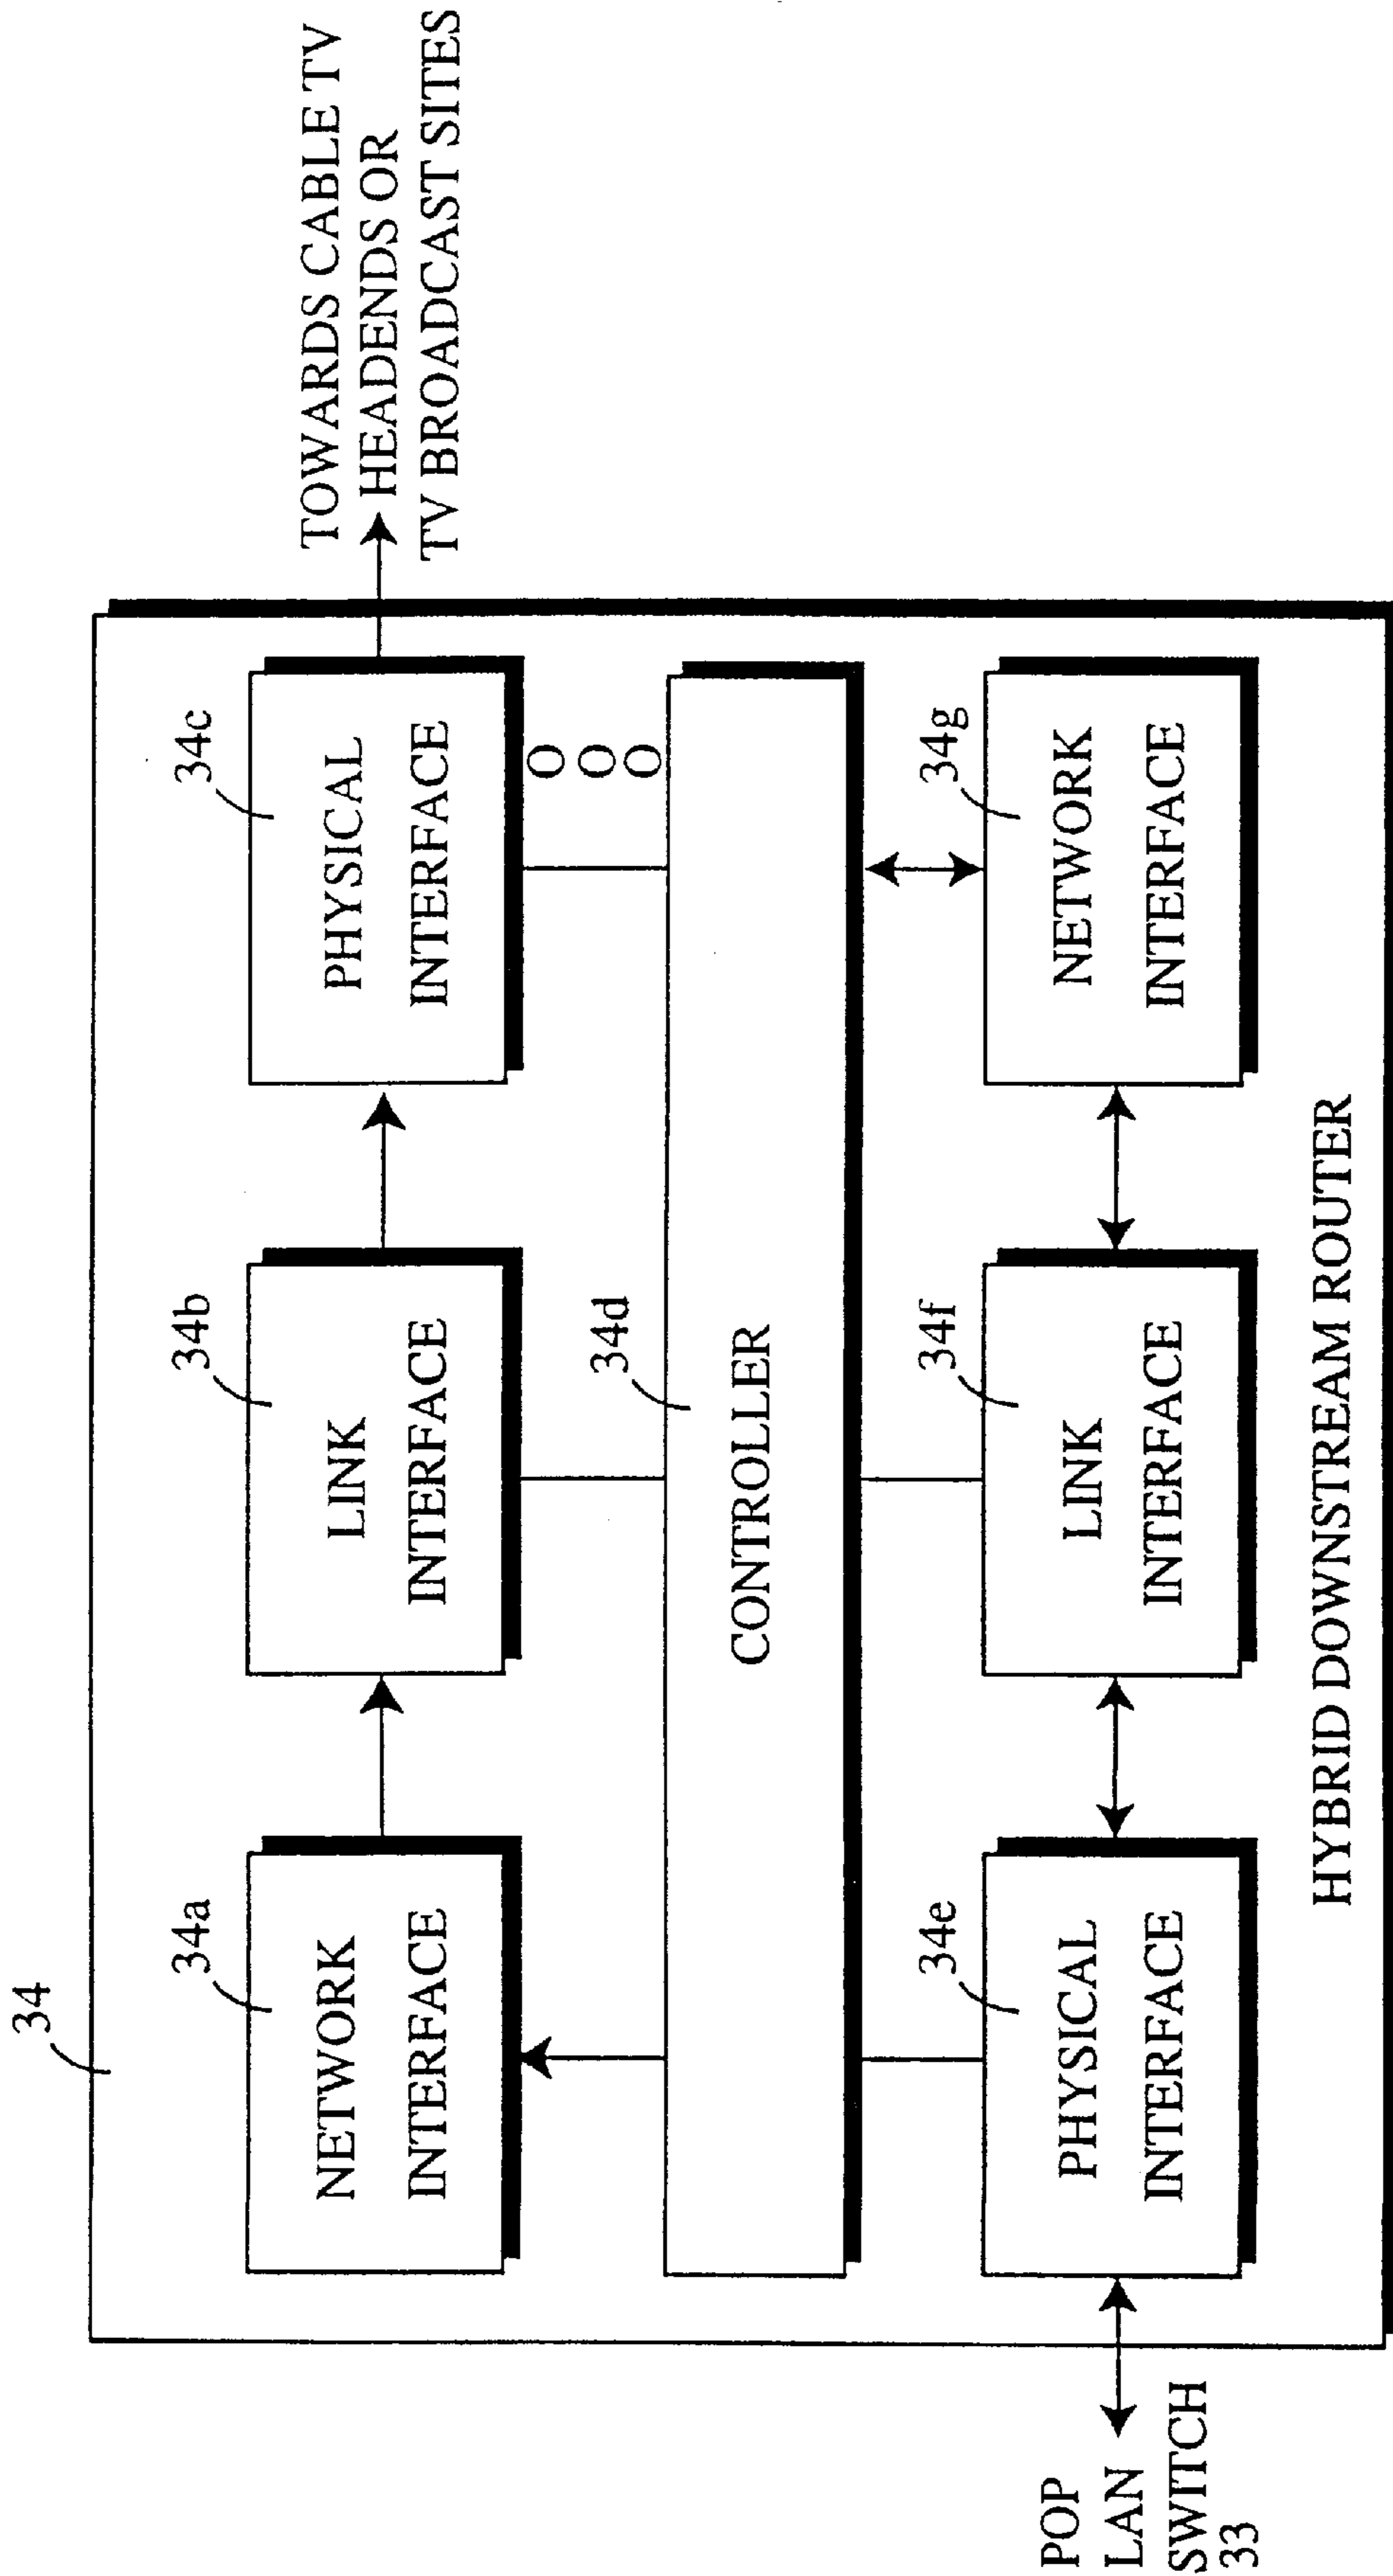 34
34a
NETWORK
INTERFACE
34b
LINK
INTERFACE
34c
PHYSICAL
INTERFACE
TOWARDS CABLE TV
HEADENDS OR
TV BROADCAST SITES
34d
CONTROLLER
POP
LAN
SWITCH
33
34e
PHYSICAL
INTERFACE
34f
LINK
INTERFACE
34g
NETWORK
INTERFACE
HYBRID DOWNSTREAM ROUTER